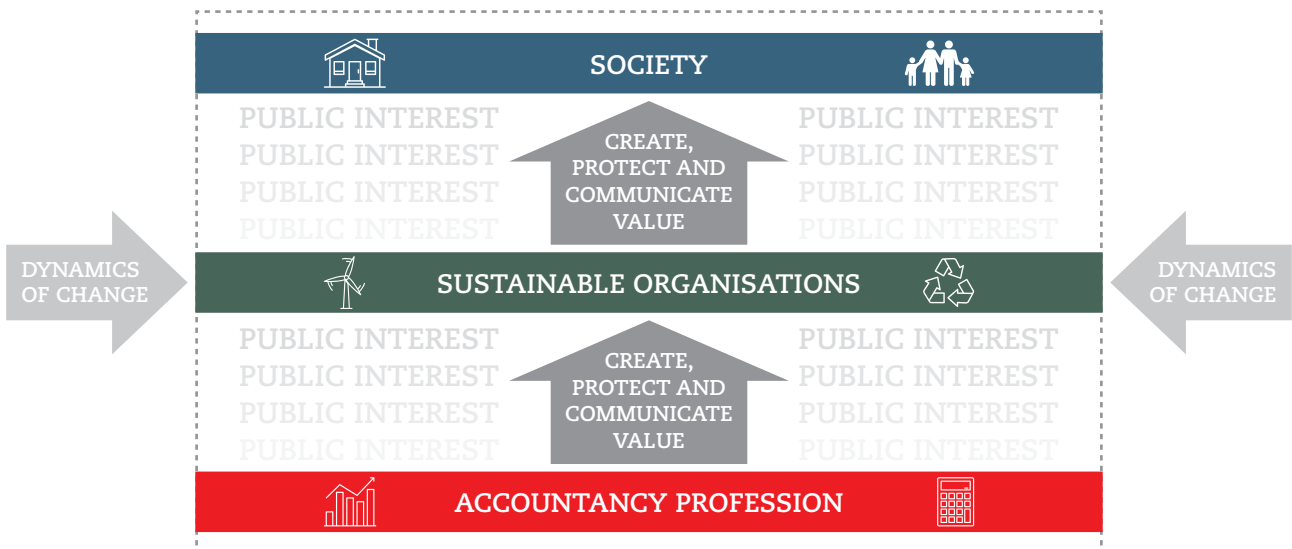 SOCIETY
PUBLIC INTEREST
PUBLIC INTEREST
PUBLIC INTEREST
PUBLIC INTEREST
CREATE,
PROTECT AND
COMMUNICATE
VALUE
PUBLIC INTEREST
PUBLIC INTEREST
PUBLIC INTEREST
PUBLIC INTEREST
DYNAMICS
OF CHANGE
SUSTAINABLE ORGANISATIONS
DYNAMICS
OF CHANGE
PUBLIC INTEREST
PUBLIC INTEREST
PUBLIC INTEREST
PUBLIC INTEREST
CREATE,
PROTECT AND
COMMUNICATE
VALUE
PUBLIC INTEREST
PUBLIC INTEREST
PUBLIC INTEREST
PUBLIC INTEREST
ACCOUNTANCY PROFESSION